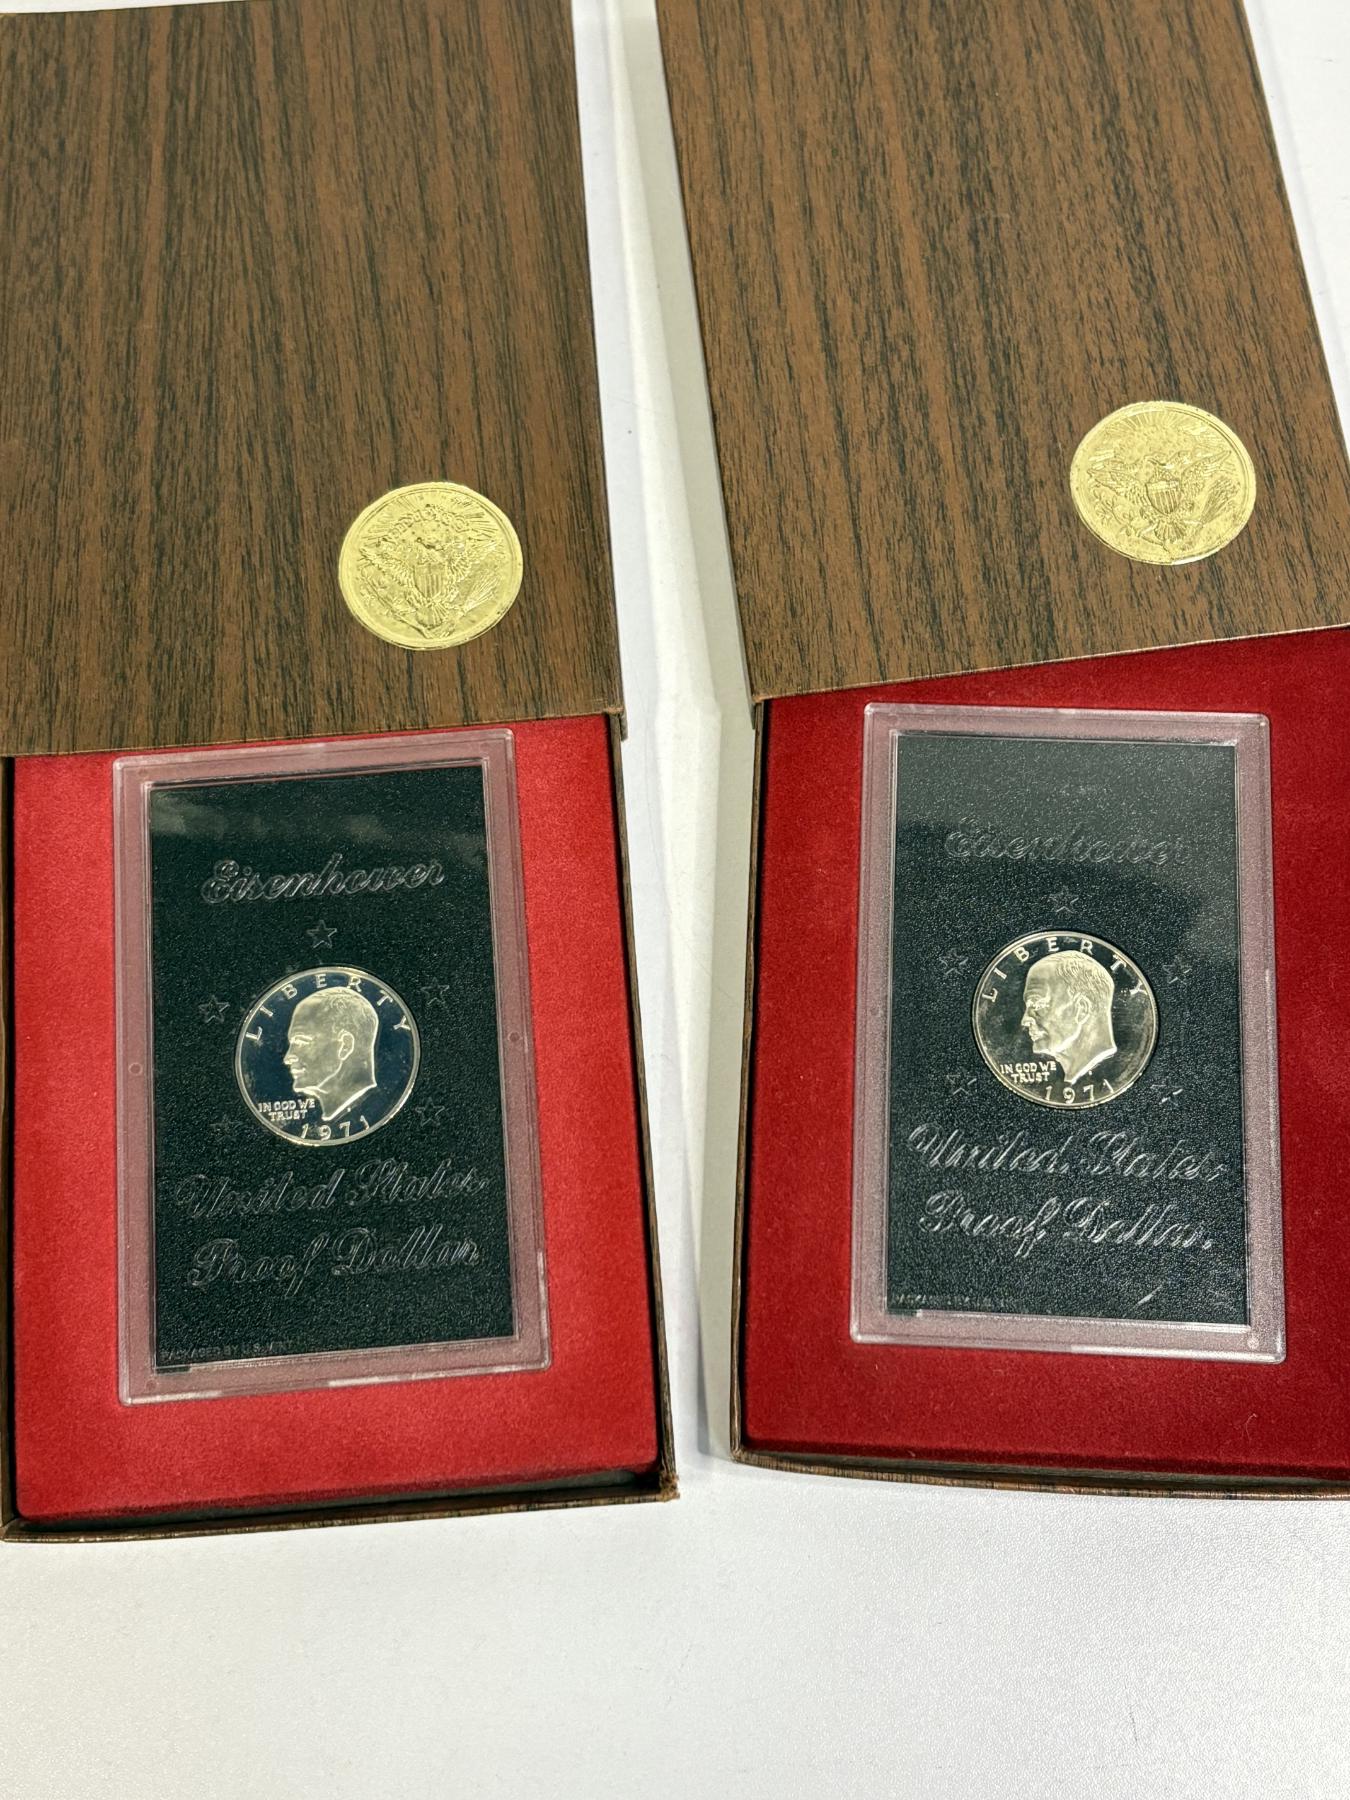 Eisenhower
LIBERTY
IN GOD WE
TRUST
1971
United States
Proof Dollar
PACKAGED BY U.S. MINT
Eisenhower
LIBERTY
IN GOD WE
TRUST
1971
United States
Proof Dollar